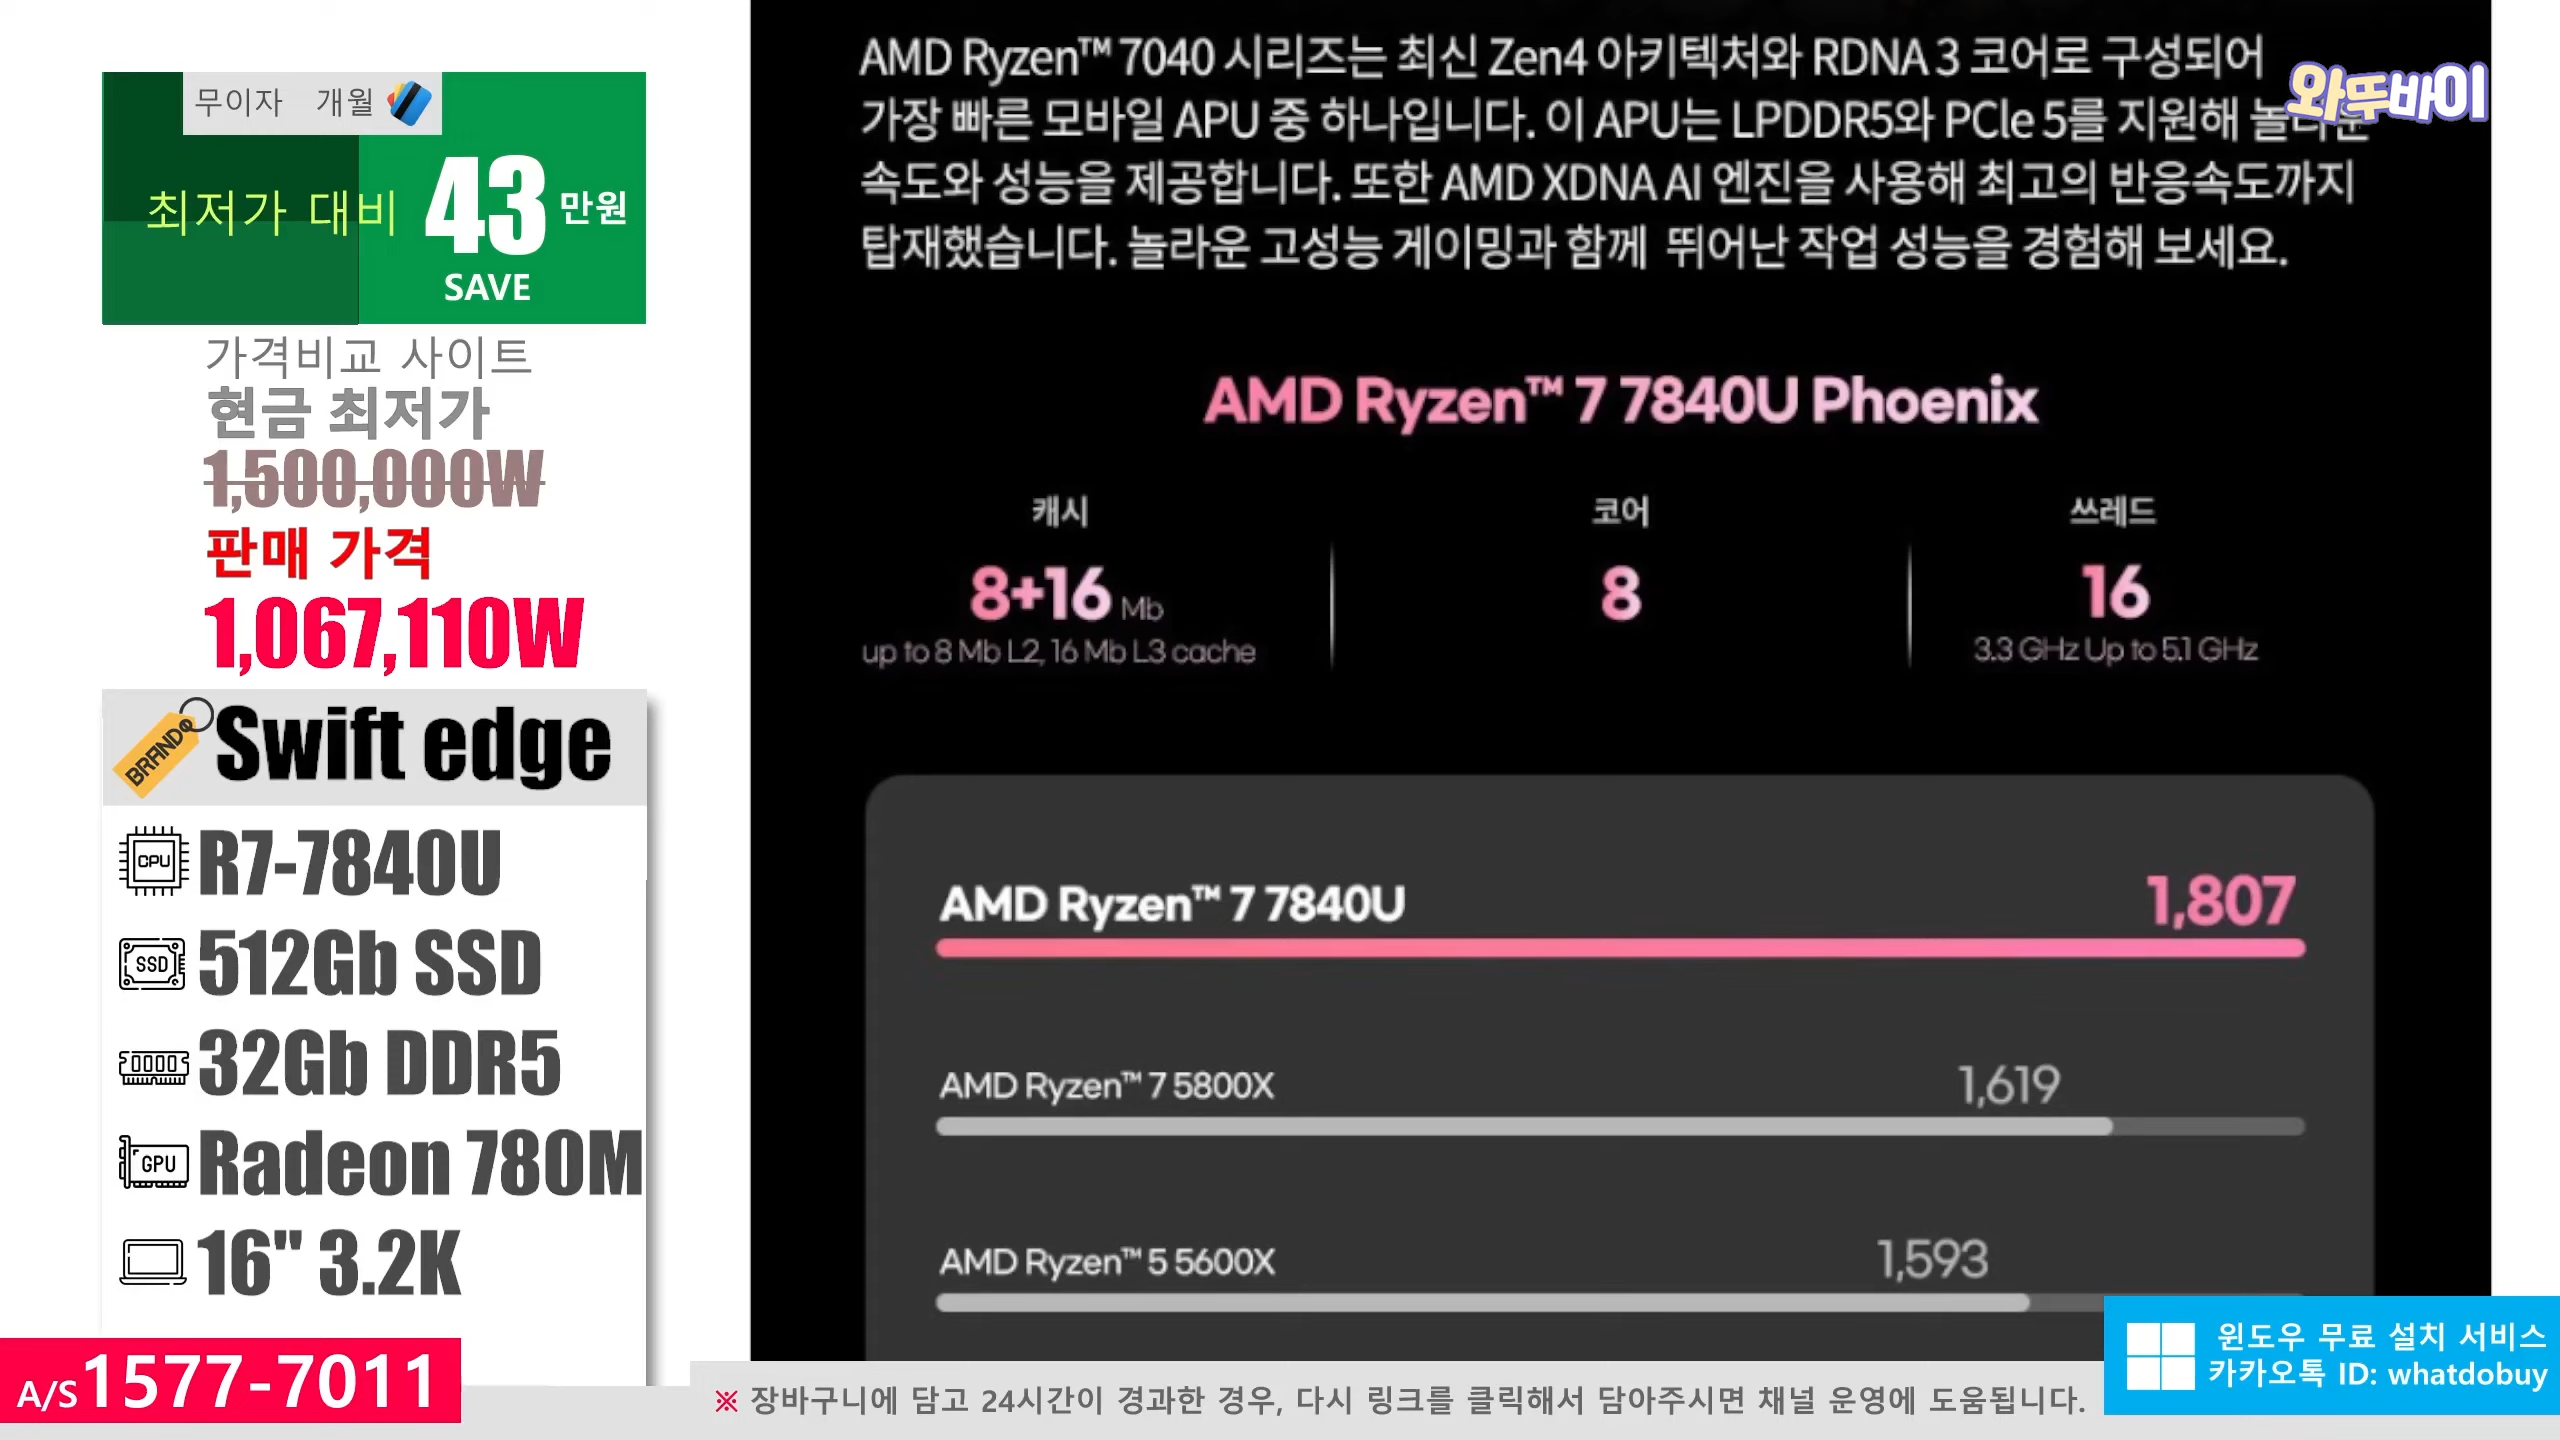 무이자 개월
최저가 대비 43 만원
SAVE
가격비교 사이트
현금 최저가
1,500,000W
판매 가격
1,067,110W
BRAND
Swift edge
CPU R7-7840U
SSD 512Gb SSD
32Gb DDR5
GPU Radeon 780M
16" 3.2K
A/S 1577-7011
와뚜바이
AMD Ryzen™ 7040 시리즈는 최신 Zen4 아키텍처와 RDNA 3 코어로 구성되어
가장 빠른 모바일 APU 중 하나입니다. 이 APU는 LPDDR5와 PCle 5를 지원해 놀라운
속도와 성능을 제공합니다. 또한 AMD XDNA AI 엔진을 사용해 최고의 반응속도까지
탑재했습니다. 놀라운 고성능 게이밍과 함께 뛰어난 작업 성능을 경험해 보세요.
AMD Ryzen™ 7 7840U Phoenix
캐시
8+16 Mb
up to 8 Mb L2, 16 Mb L3 cache
코어
8
쓰레드
16
3.3 GHz Up to 5.1 GHz
AMD Ryzen™ 7 7840U 1,807
AMD Ryzen™ 7 5800X 1,619
AMD Ryzen™ 5 5600X 1,593
※ 장바구니에 담고 24시간이 경과한 경우, 다시 링크를 클릭해서 담아주시면 채널 운영에 도움됩니다.
윈도우 무료 설치 서비스
카카오톡 ID: whatdobuy